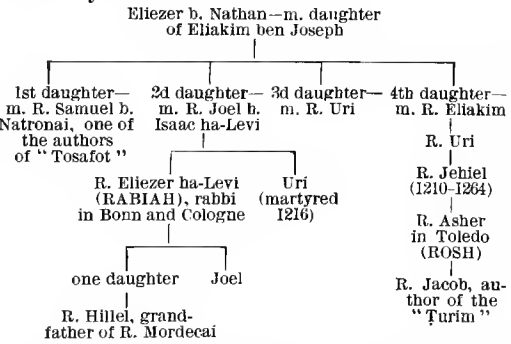 Eliezer b. Nathan—m. daughter
of Eliakim ben Joseph
1st daughter—
m. R. Samuel b.
Natronai, one of
the authors
of "Tosafot"
2d daughter—
m. R. Joel b.
Isaac ha-Levi
3d daughter—
m. R. Uri
4th daughter—
m. R. Eliakim
R. Uri
R. Jehiel
(1210-1264)
R. Asher
in Toledo
(ROSH)
R. Jacob, au-
thor of the
"Ṭurim"
R. Eliezer ha-Levi
(RABIAH), rabbi
in Bonn and Cologne
Uri
(martyred
1216)
one daughter
Joel
R. Hillel, grand-
father of R. Mordecai